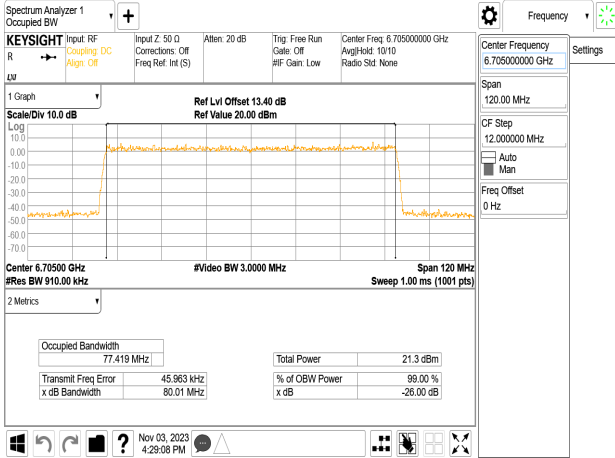 Spectrum Analyzer 1
Occupied BW
Frequency
KEYSIGHT
R
Input: RF
Coupling: DC
Align: Off
Input Z: 50 Ω
Corrections: Off
Freq Ref: Int (S)
Atten: 20 dB
Trig: Free Run
Gate: Off
#IF Gain: Low
Center Freq: 6.705000000 GHz
Avg|Hold: 10/10
Radio Std: None
LXI
Center Frequency
6.705000000 GHz
Settings
Span
120.00 MHz
CF Step
12.000000 MHz
Auto
Man
Freq Offset
0 Hz
1 Graph
Scale/Div 10.0 dB
Ref Lvl Offset 13.40 dB
Ref Value 20.00 dBm
Log
10.0
0.00
-10.0
-20.0
-30.0
-40.0
-50.0
-60.0
-70.0
Center 6.70500 GHz
#Video BW 3.0000 MHz
Span 120 MHz
#Res BW 910.00 kHz
Sweep 1.00 ms (1001 pts)
2 Metrics
Occupied Bandwidth
77.419 MHz
Total Power 21.3 dBm
Transmit Freq Error 45.963 kHz
% of OBW Power 99.00 %
x dB Bandwidth 80.01 MHz
x dB -26.00 dB
?
Nov 03, 2023
4:29:08 PM